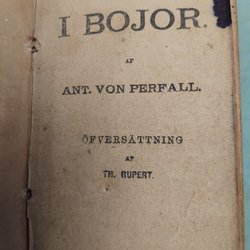 I BOJOR.
AF
ANT. VON PERFALL.
ÖFVERSÄTTNING
AF
TH. RUPERT.